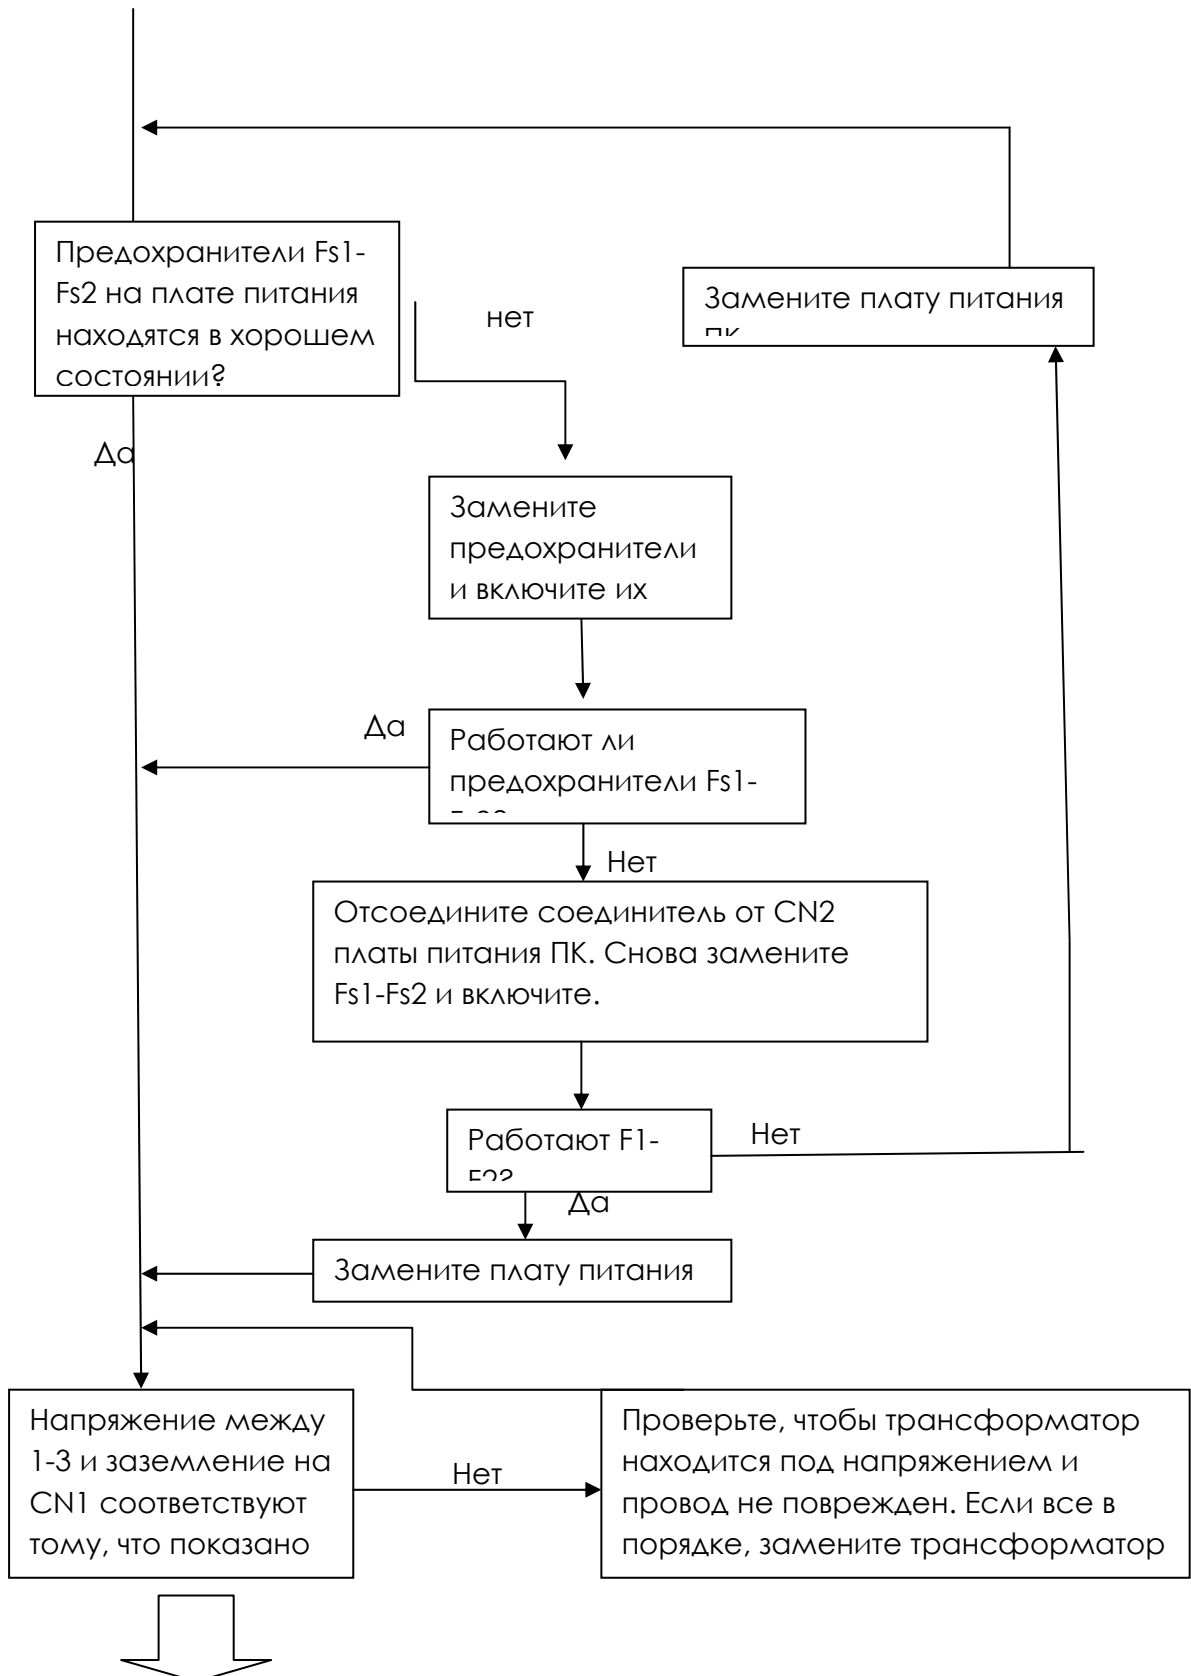 Предохранители Fs1-
Fs2 на плате питания
находятся в хорошем
состоянии?
нет
Замените плату питания
ПК
Да
Замените
предохранители
и включите их
Да
Работают ли
предохранители Fs1-
Нет
Отсоедините соединитель от CN2
платы питания ПК. Снова замените
Fs1-Fs2 и включите.
Работают F1-
F2?
Нет
Да
Замените плату питания
Напряжение между
1-3 и заземление на
CN1 соответствуют
тому, что показано
Нет
Проверьте, чтобы трансформатор
находится под напряжением и
провод не поврежден. Если все в
порядке, замените трансформатор